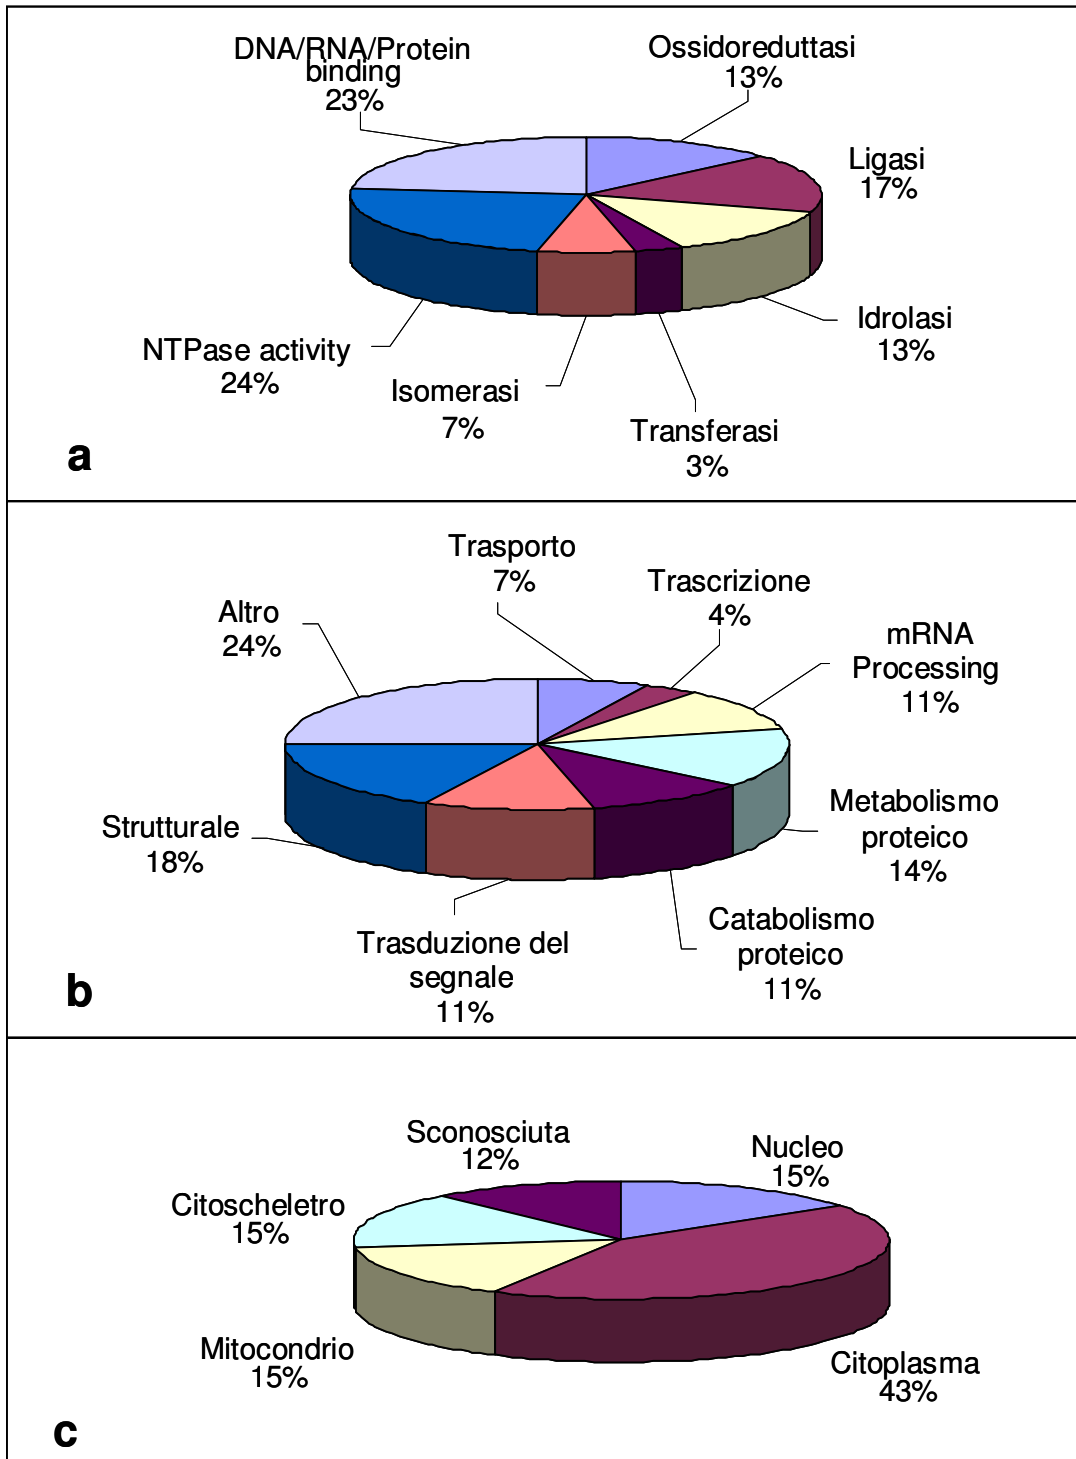 DNA/RNA/Protein
binding
23%
Ossidoreduttasi
13%
Ligasi
17%
Idrolasi
13%
Transferasi
3%
Isomerasi
7%
NTPase activity
24%
a
Trasporto
7%
Trascrizione
4%
mRNA
Processing
11%
Metabolismo
proteico
14%
Catabolismo
proteico
11%
Trasduzione del
segnale
11%
Strutturale
18%
Altro
24%
b
Sconosciuta
12%
Nucleo
15%
Citoscheletro
15%
Mitocondrio
15%
Citoplasma
43%
c